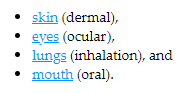 • skin (dermal),
• eyes (ocular),
• lungs (inhalation), and
• mouth (oral).